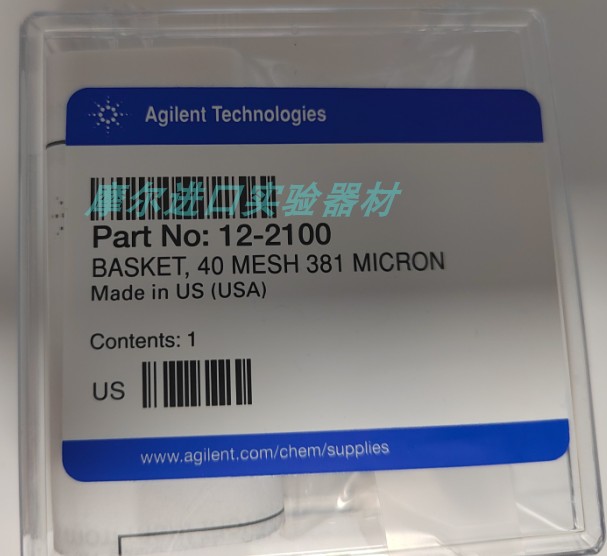 Agilent Technologies
摩尔进口实验器材
Part No: 12-2100
BASKET, 40 MESH 381 MICRON
Made in US (USA)
Contents: 1
US
www.agilent.com/chem/supplies